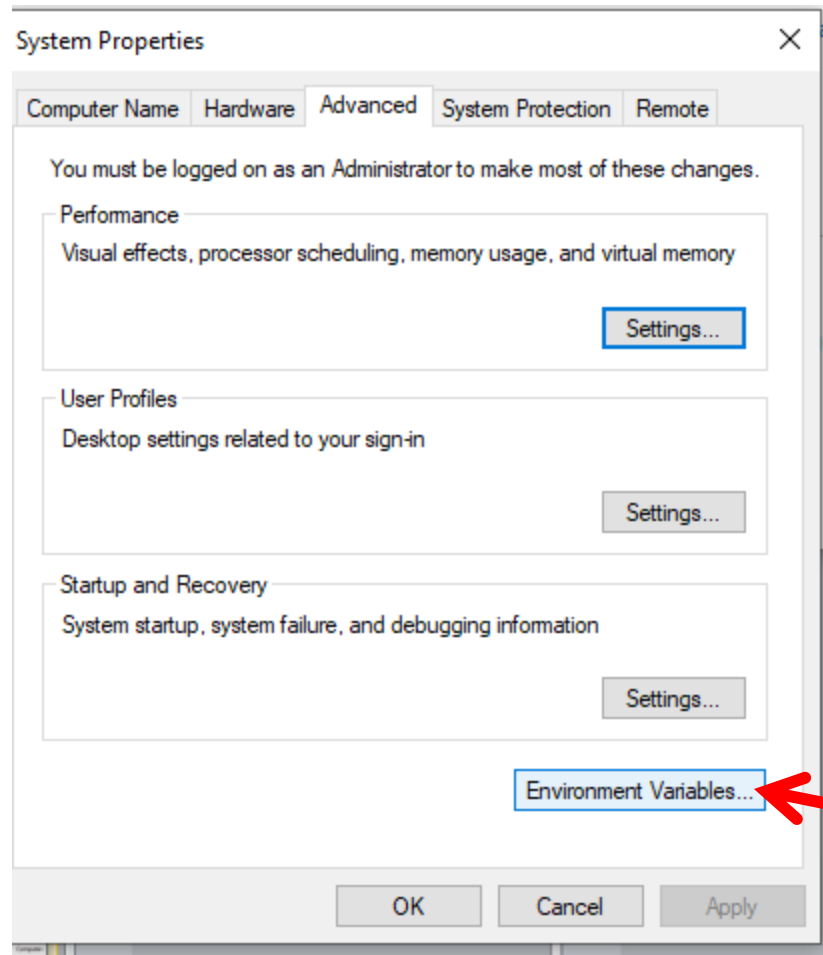 System Properties
Computer Name Hardware Advanced System Protection Remote
You must be logged on as an Administrator to make most of these changes.
Performance
Visual effects, processor scheduling, memory usage, and virtual memory
Settings...
User Profiles
Desktop settings related to your sign-in
Settings...
Startup and Recovery
System startup, system failure, and debugging information
Settings...
Environment Variables...
OK Cancel Apply